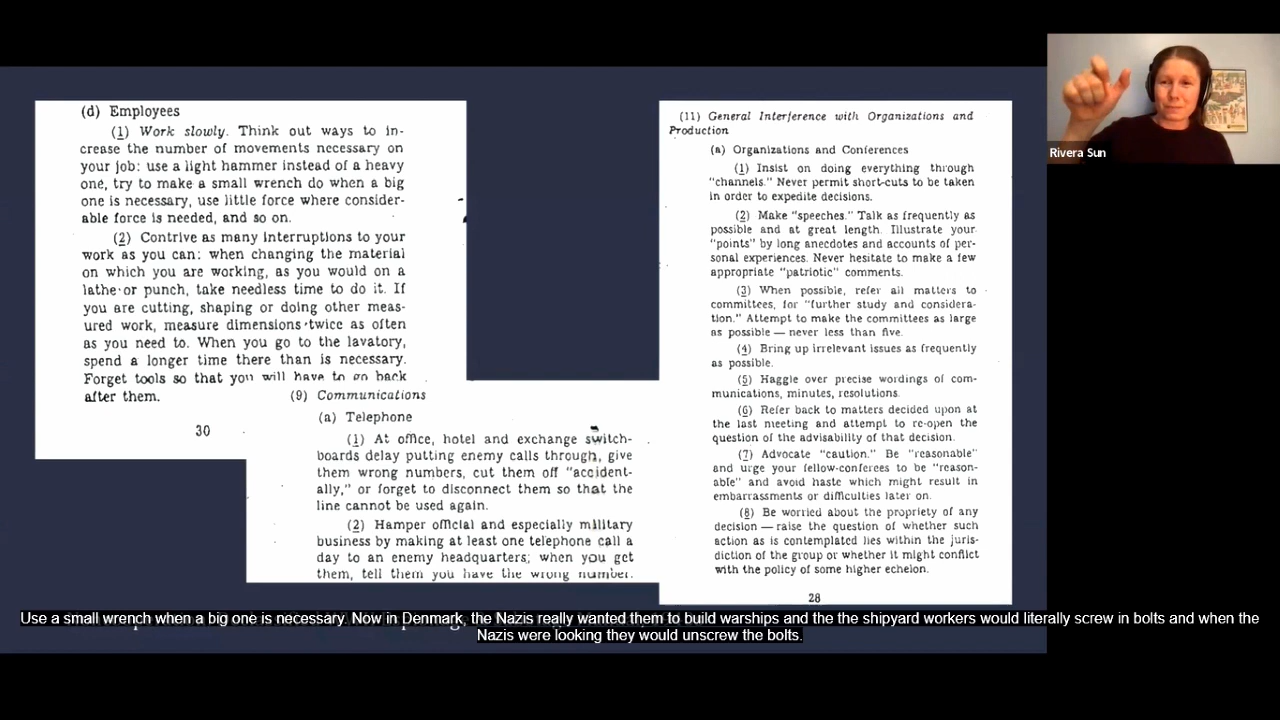 (d) Employees
(1) Work slowly. Think out ways to in-
crease the number of movements necessary on
your job: use a light hammer instead of a heavy
one, try to make a small wrench do when a big
one is necessary, use little force where consider-
able force is needed, and so on.
(2) Contrive as many interruptions to your
work as you can: when changing the material
on which you are working, as you would on a
lathe or punch, take needless time to do it. If
you are cutting, shaping or doing other meas-
ured work, measure dimensions twice as often
as you need to. When you go to the lavatory,
spend a longer time there than is necessary.
Forget tools so that you will have to go back
after them.
30
(9) Communications
(a) Telephone
(1) At office, hotel and exchange switch-
boards delay putting enemy calls through, give
them wrong numbers, cut them off "accident-
ally," or forget to disconnect them so that the
line cannot be used again.
(2) Hamper official and especially military
business by making at least one telephone call a
day to an enemy headquarters; when you get
them, tell them you have the wrong number.
(11) General Interference with Organizations and
Production
(a) Organizations and Conferences
(1) Insist on doing everything through
"channels." Never permit short-cuts to be taken
in order to expedite decisions.
(2) Make "speeches." Talk as frequently as
possible and at great length. Illustrate your
"points" by long anecdotes and accounts of per-
sonal experiences. Never hesitate to make a few
appropriate "patriotic" comments.
(3) When possible, refer all matters to
committees, for "further study and considera-
tion." Attempt to make the committees as large
as possible — never less than five.
(4) Bring up irrelevant issues as frequently
as possible.
(5) Haggle over precise wordings of com-
munications, minutes, resolutions.
(6) Refer back to matters decided upon at
the last meeting and attempt to re-open the
question of the advisability of that decision.
(7) Advocate "caution." Be "reasonable"
and urge your fellow-conferees to be "reason-
able" and avoid haste which might result in
embarrassments or difficulties later on.
(8) Be worried about the propriety of any
decision — raise the question of whether such
action as is contemplated lies within the juris-
diction of the group or whether it might conflict
with the policy of some higher echelon.
28
Rivera Sun
Use a small wrench when a big one is necessary. Now in Denmark, the Nazis really wanted them to build warships and the the shipyard workers would literally screw in bolts and when the
Nazis were looking they would unscrew the bolts.